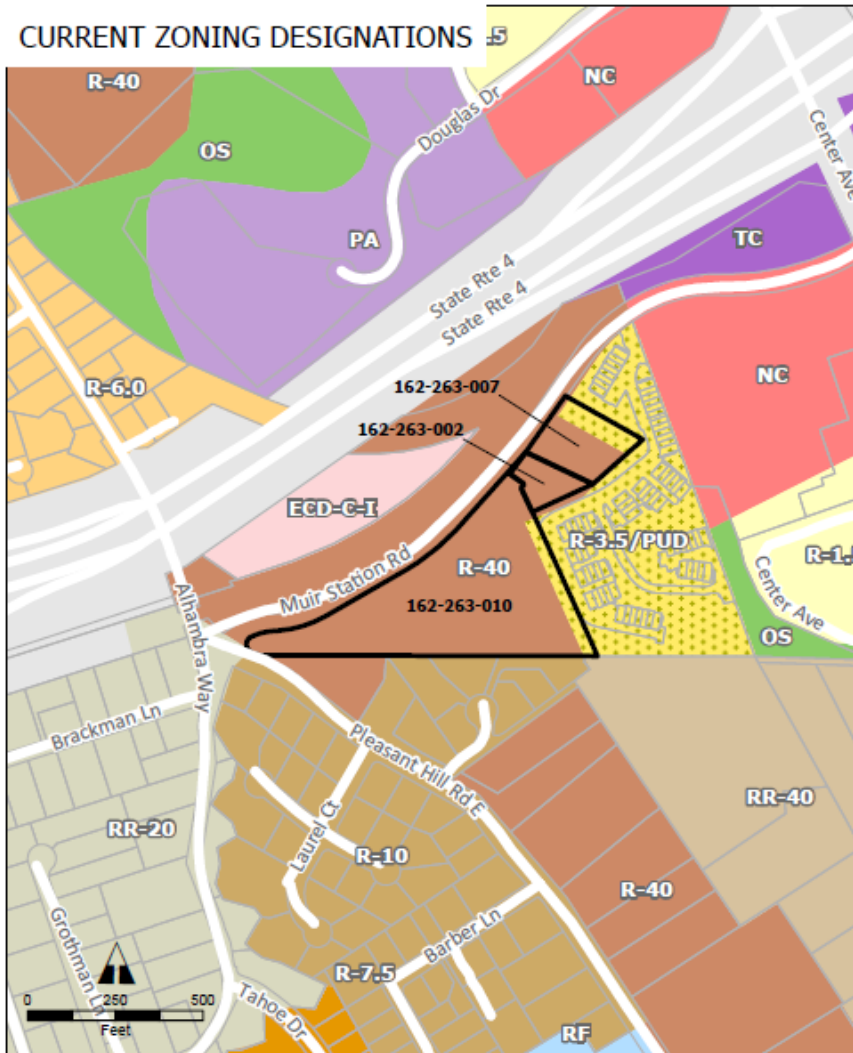 CURRENT ZONING DESIGNATIONS
.5
R-40
NC
OS
Douglas Dr
Center Ave
PA
TC
State Rte 4
State Rte 4
R-6.0
162-263-007
NC
162-263-002
ECD-C-I
R-3.5/PUD
R-1.
Muir Station Rd
R-40
Center Ave
162-263-010
Alhambra Way
OS
Brackman Ln
Pleasant Hill Rd E
RR-40
RR-20
Laurel Ct
R-10
R-40
Grothman Ln
Barber Ln
R-7.5
0 250 500
Feet
Tahoe Dr
RF